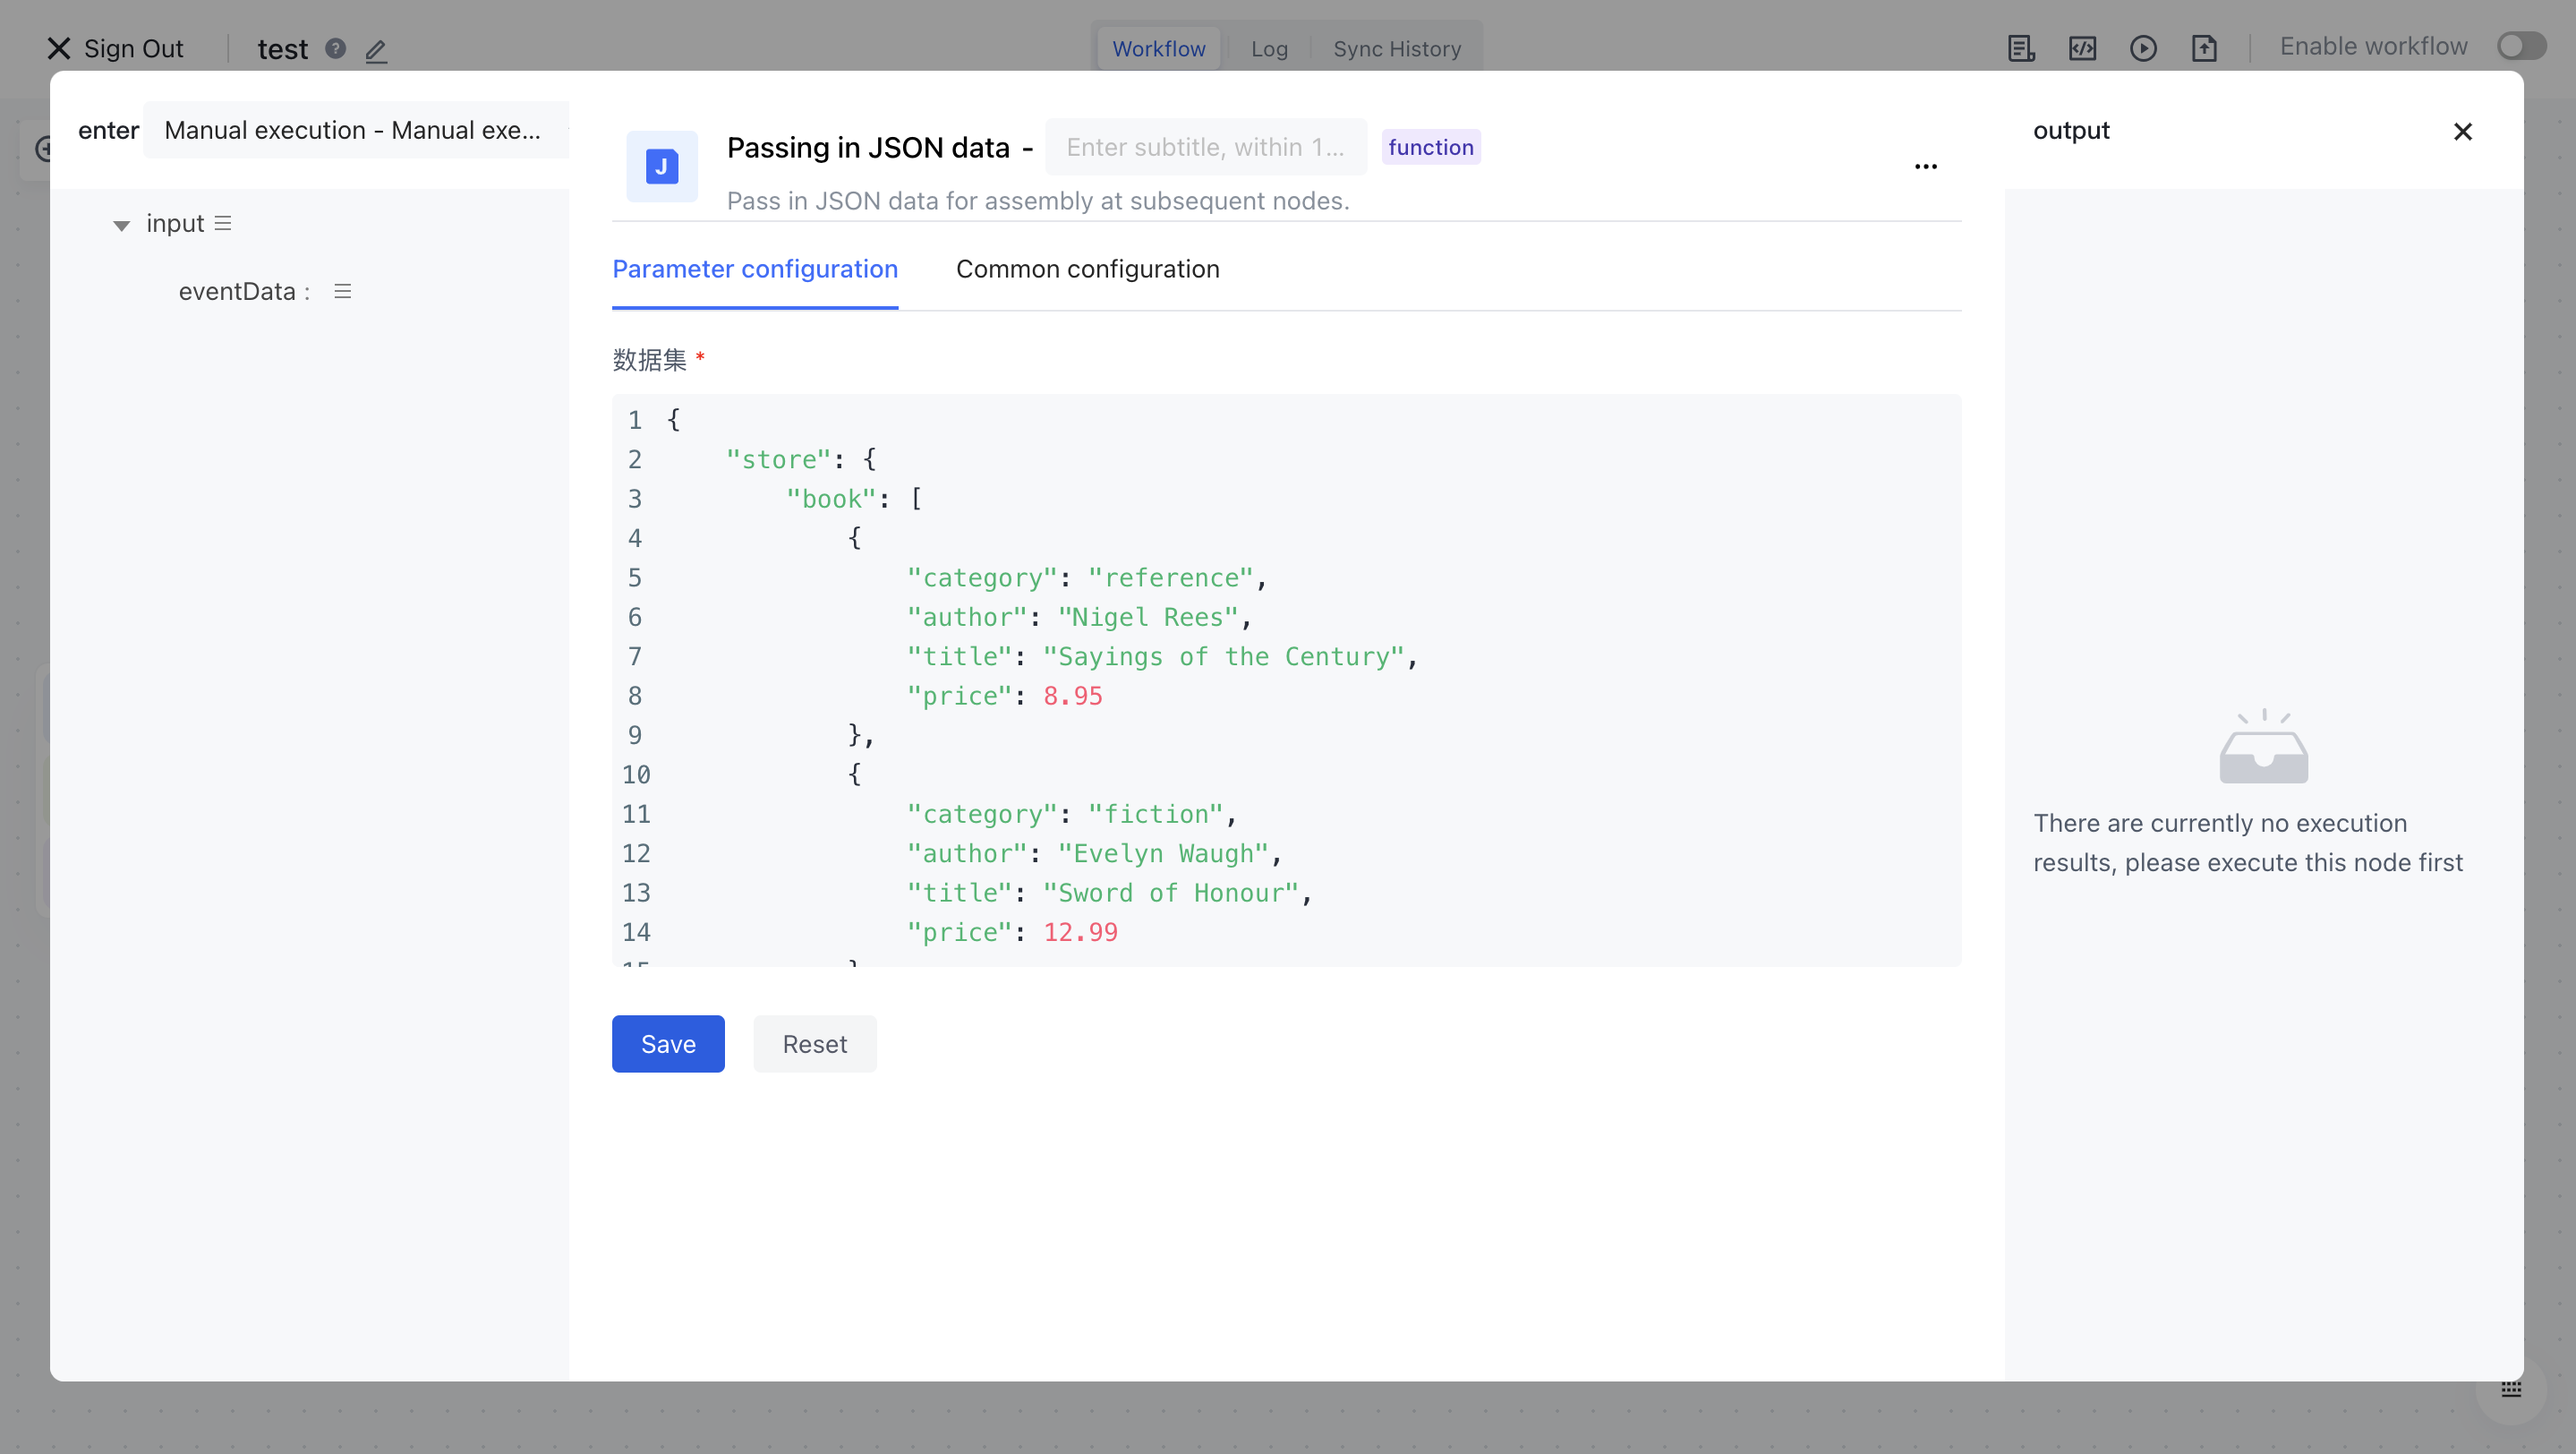 Sign Out
test
Workflow
Log
Sync History
Enable workflow
enter
Manual execution - Manual exe...
input
eventData :
J
Passing in JSON data -
Enter subtitle, within 1...
function
Pass in JSON data for assembly at subsequent nodes.
Parameter configuration
Common configuration
数据集 *
1 {
2 "store": {
3 "book": [
4 {
5 "category": "reference",
6 "author": "Nigel Rees",
7 "title": "Sayings of the Century",
8 "price": 8.95
9 },
10 {
11 "category": "fiction",
12 "author": "Evelyn Waugh",
13 "title": "Sword of Honour",
14 "price": 12.99
Save
Reset
output
There are currently no execution
results, please execute this node first